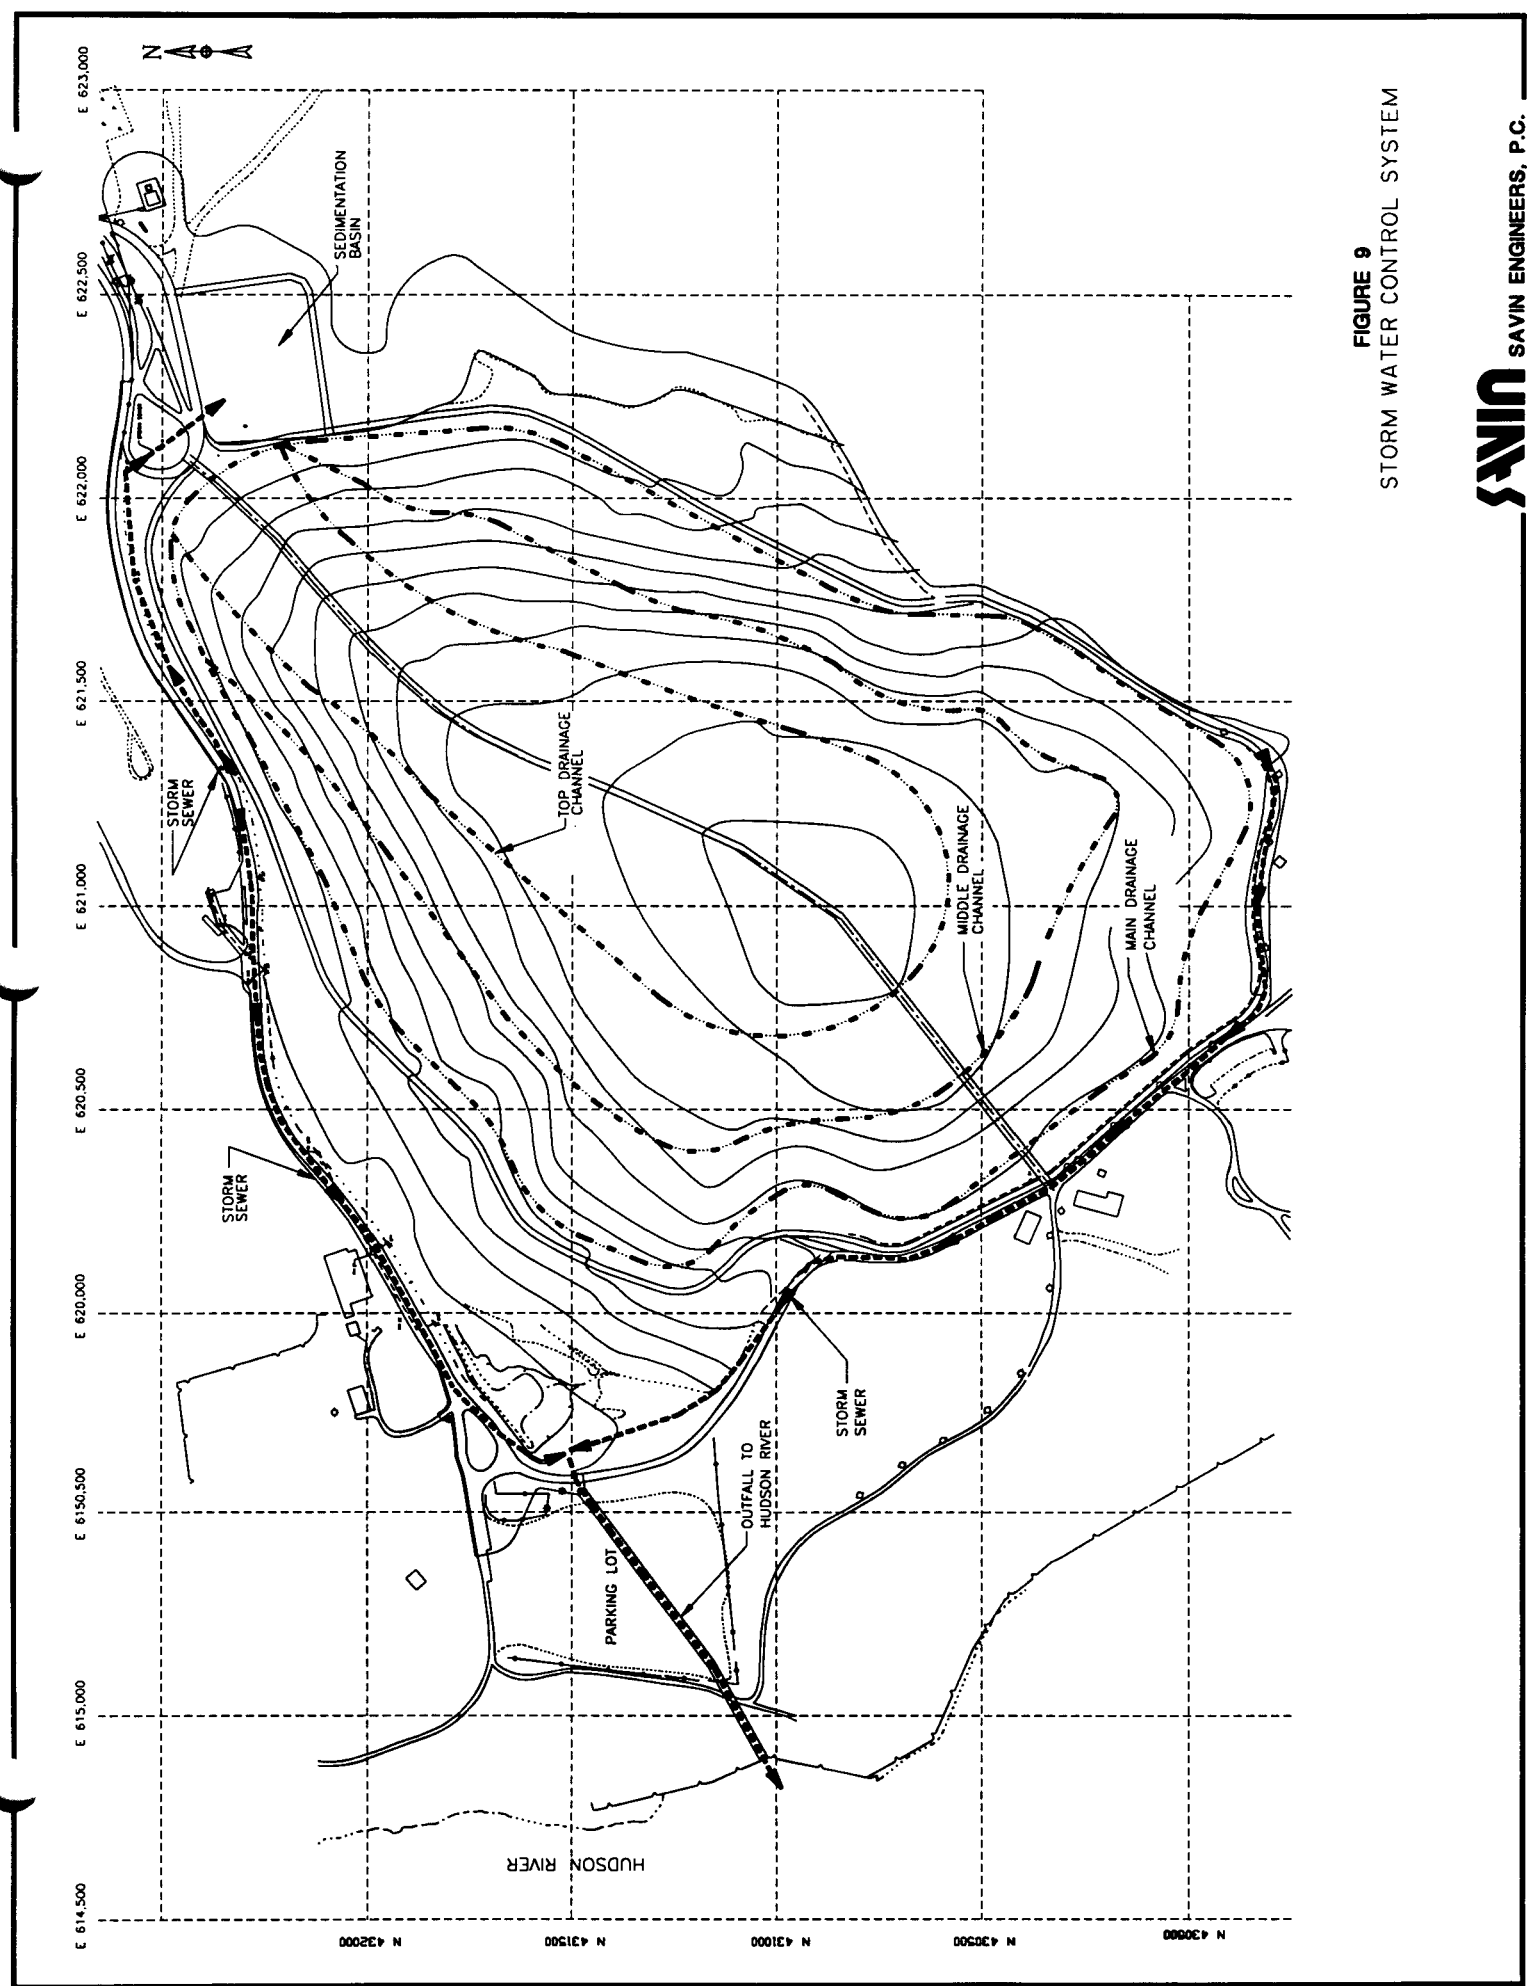 N
E 623,000
E 622,500
E 622,000
E 621,500
E 621,000
E 620,500
E 620,000
E 6150,500
E 615,000
E 614,500
SEDIMENTATION
BASIN
STORM
SEWER
TOP DRAINAGE
CHANNEL
MIDDLE DRAINAGE
CHANNEL
MAIN DRAINAGE
CHANNEL
STORM
SEWER
STORM
SEWER
OUTFALL TO
HUDSON RIVER
PARKING LOT
HUDSON RIVER
N 432000
N 431500
N 431000
N 430500
FIGURE 9
STORM WATER CONTROL SYSTEM
SAVIN ENGINEERS, P.C.